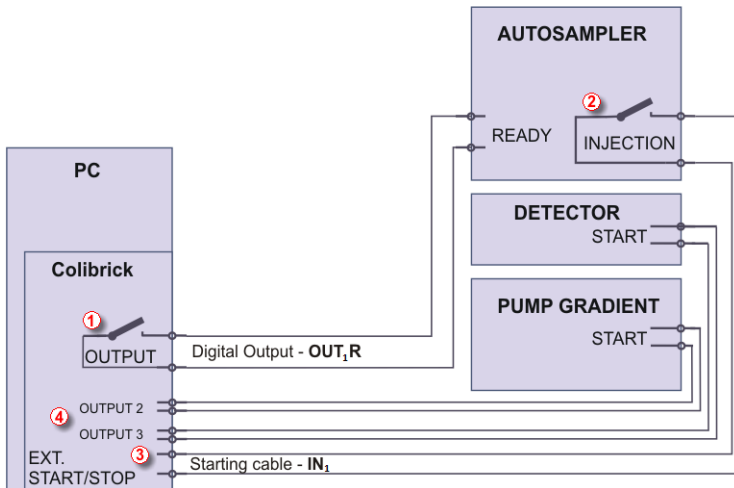 AUTOSAMPLER
2
READY
INJECTION
PC
DETECTOR
START
Colibrick
PUMP GRADIENT
START
1
OUTPUT
Digital Output - OUT₁R
OUTPUT 2
4
OUTPUT 3
3
EXT.
START/STOP
Starting cable - IN₁